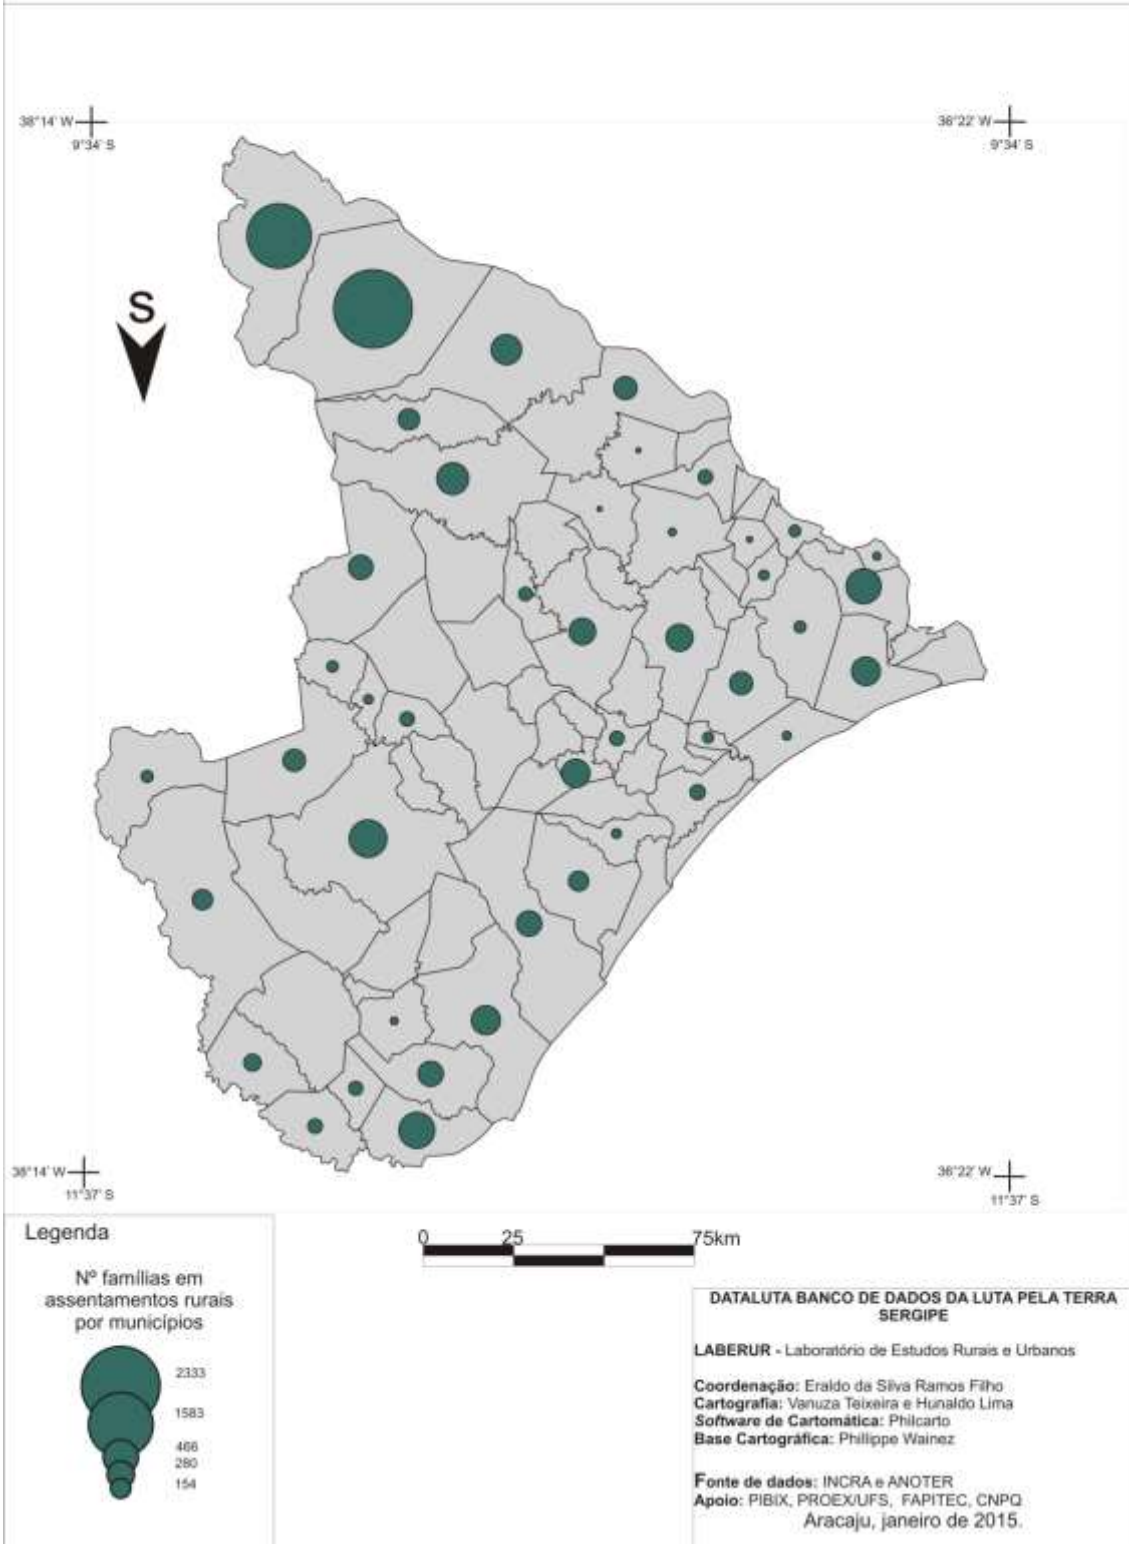 38°14' W
9°34' S
36°22' W
9°34' S
S
38°14' W
11°37' S
36°22' W
11°37' S
Legenda
Nº famílias em
assentamentos rurais
por municípios
2333
1583
466
280
154
0 25 75km
DATALUTA BANCO DE DADOS DA LUTA PELA TERRA
SERGIPE
LABERUR - Laboratório de Estudos Rurais e Urbanos
Coordenação: Eraldo da Silva Ramos Filho
Cartografia: Vanuza Teixeira e Hunaldo Lima
Software de Cartomática: Philcarto
Base Cartográfica: Phillippe Wainez
Fonte de dados: INCRA e ANOTER
Apoio: PIBIX, PROEX/UFS, FAPITEC, CNPQ
Aracaju, janeiro de 2015.